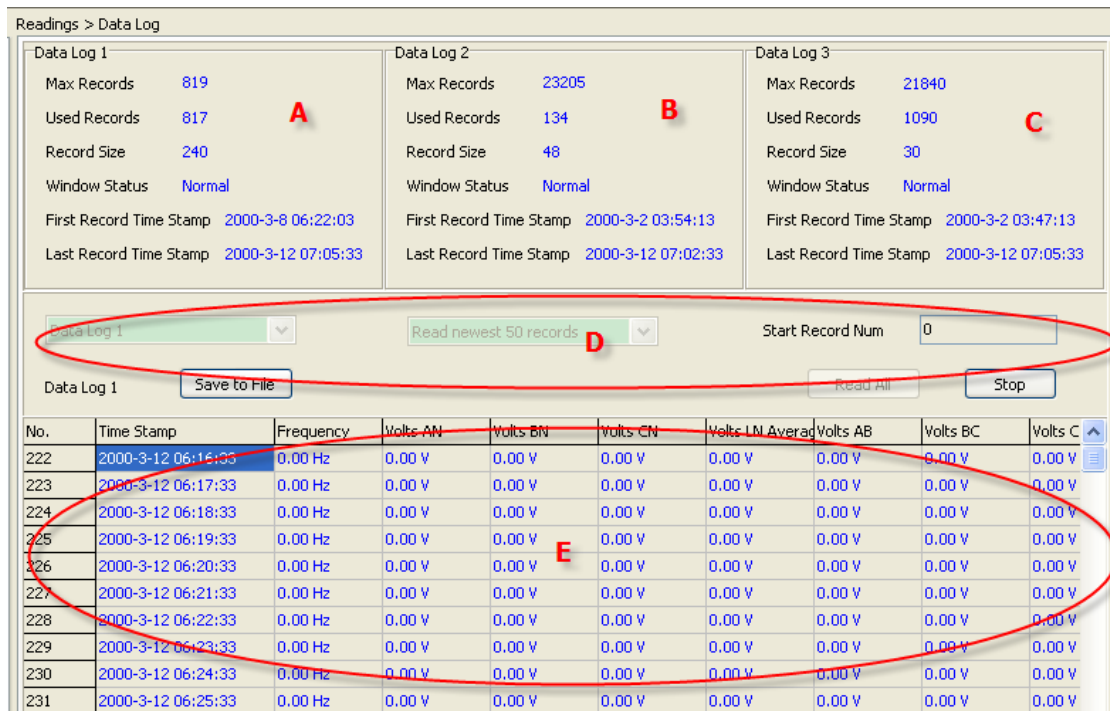 Readings > Data Log
Data Log 1 Data Log 2 Data Log 3
Max Records 819 Max Records 23205 Max Records 21840
Used Records 817 A Used Records 134 B Used Records 1090 C
Record Size 240 Record Size 48 Record Size 30
Window Status Normal Window Status Normal Window Status Normal
First Record Time Stamp 2000-3-8 06:22:03 First Record Time Stamp 2000-3-2 03:54:13 First Record Time Stamp 2000-3-2 03:47:13
Last Record Time Stamp 2000-3-12 07:05:33 Last Record Time Stamp 2000-3-12 07:02:33 Last Record Time Stamp 2000-3-12 07:05:33
Data Log 1 Read newest 50 records D Start Record Num 0
Data Log 1 Save to File Read All Stop
No. Time Stamp Frequency Volts AN Volts BN Volts CN Volts LN Averag Volts AB Volts BC Volts C
222 2000-3-12 06:16:33 0.00 Hz 0.00 V 0.00 V 0.00 V 0.00 V 0.00 V 0.00 V 0.00 V
223 2000-3-12 06:17:33 0.00 Hz 0.00 V 0.00 V 0.00 V 0.00 V 0.00 V 0.00 V 0.00 V
224 2000-3-12 06:18:33 0.00 Hz 0.00 V 0.00 V 0.00 V 0.00 V 0.00 V 0.00 V 0.00 V
225 2000-3-12 06:19:33 0.00 Hz 0.00 V 0.00 V E 0.00 V 0.00 V 0.00 V 0.00 V 0.00 V
226 2000-3-12 06:20:33 0.00 Hz 0.00 V 0.00 V 0.00 V 0.00 V 0.00 V 0.00 V 0.00 V
227 2000-3-12 06:21:33 0.00 Hz 0.00 V 0.00 V 0.00 V 0.00 V 0.00 V 0.00 V 0.00 V
228 2000-3-12 06:22:33 0.00 Hz 0.00 V 0.00 V 0.00 V 0.00 V 0.00 V 0.00 V 0.00 V
229 2000-3-12 06:23:33 0.00 Hz 0.00 V 0.00 V 0.00 V 0.00 V 0.00 V 0.00 V 0.00 V
230 2000-3-12 06:24:33 0.00 Hz 0.00 V 0.00 V 0.00 V 0.00 V 0.00 V 0.00 V 0.00 V
231 2000-3-12 06:25:33 0.00 Hz 0.00 V 0.00 V 0.00 V 0.00 V 0.00 V 0.00 V 0.00 V